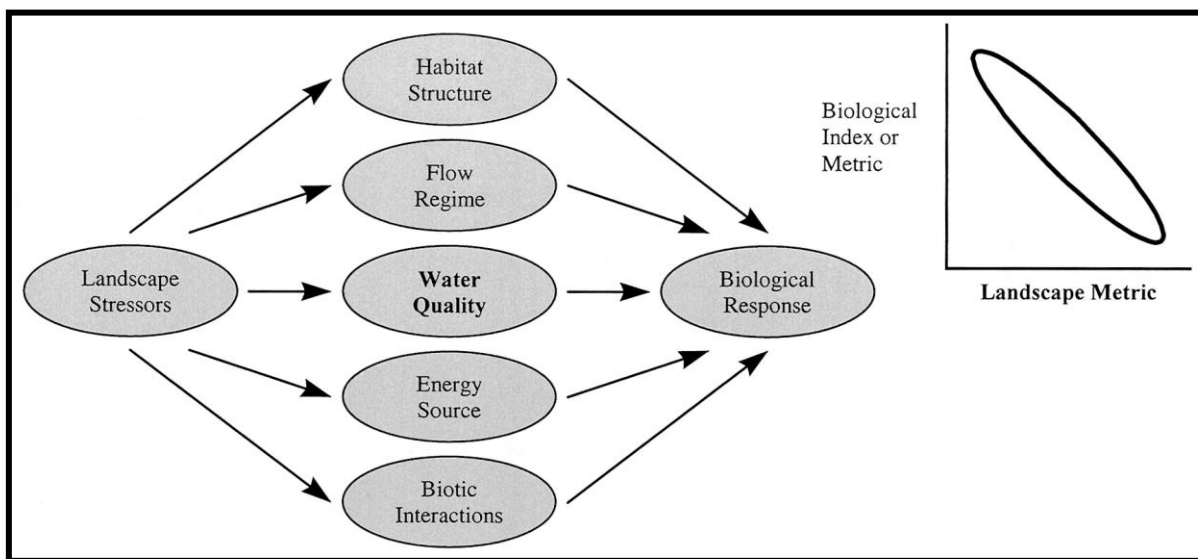 Habitat
Structure
Flow
Regime
Landscape
Stressors
Water
Quality
Biological
Response
Energy
Source
Biotic
Interactions
Biological
Index or
Metric
Landscape Metric